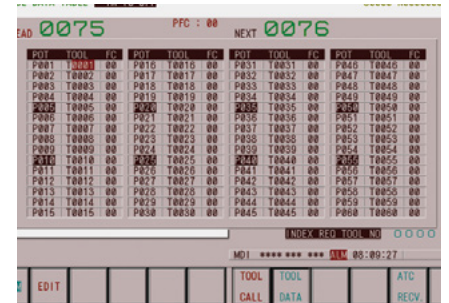 EAD 0075 PFC : 00 NEXT 0076
POT TOOL FC POT TOOL FC POT TOOL FC POT TOOL FC
P001 T0001 00 P016 T0016 00 P031 T0031 00 P046 T0046 00
P002 T0002 00 P017 T0017 00 P032 T0032 00 P047 T0047 00
P003 T0003 00 P018 T0018 00 P033 T0033 00 P048 T0048 00
P004 T0004 00 P019 T0019 00 P034 T0034 00 P049 T0049 00
P005 T0005 00 P020 T0020 00 P035 T0035 00 P050 T0050 00
P006 T0006 00 P021 T0021 00 P036 T0036 00 P051 T0051 00
P007 T0007 00 P022 T0022 00 P037 T0037 00 P052 T0052 00
P008 T0008 00 P023 T0023 00 P038 T0038 00 P053 T0053 00
P009 T0009 00 P024 T0024 00 P039 T0039 00 P054 T0054 00
P010 T0010 00 P025 T0025 00 P040 T0040 00 P055 T0055 00
P011 T0011 00 P026 T0026 00 P041 T0041 00 P056 T0056 00
P012 T0012 00 P027 T0027 00 P042 T0042 00 P057 T0057 00
P013 T0013 00 P028 T0028 00 P043 T0043 00 P058 T0058 00
P014 T0014 00 P029 T0029 00 P044 T0044 00 P059 T0059 00
P015 T0015 00 P030 T0030 00 P045 T0045 00 P060 T0060 00
INDEX REQ TOOL NO 0000
MDI **** *** *** ALM 08:09:27
EDIT TOOL CALL TOOL DATA ATC RECV.